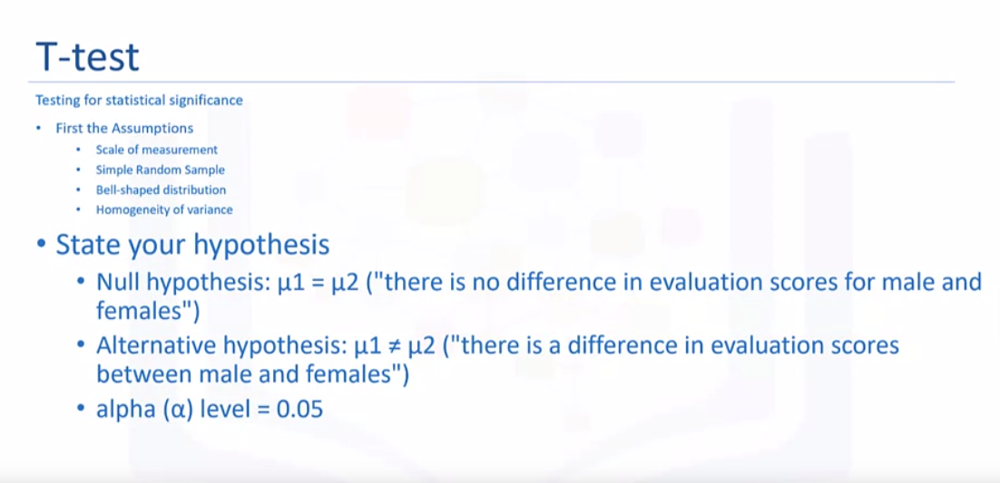 T-test
Testing for statistical significance
• First the Assumptions
• Scale of measurement
• Simple Random Sample
• Bell-shaped distribution
• Homogeneity of variance
• State your hypothesis
• Null hypothesis: µ1 = µ2 ("there is no difference in evaluation scores for male and
females")
• Alternative hypothesis: µ1 ≠ µ2 ("there is a difference in evaluation scores
between male and females")
• alpha (α) level = 0.05